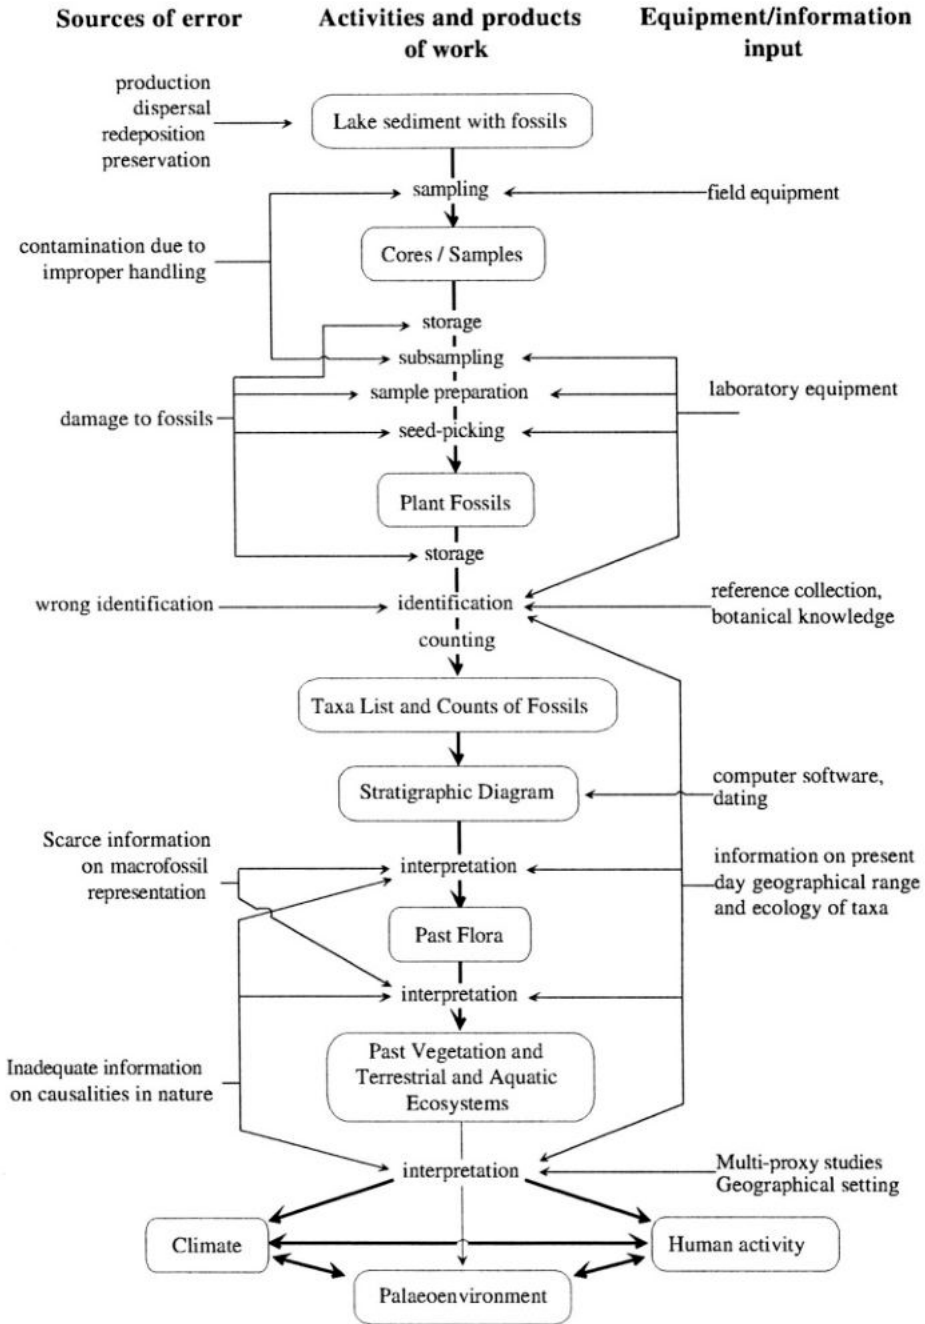 Sources of error
Activities and products
of work
Equipment/information
input
production
dispersal
redeposition
preservation
Lake sediment with fossils
sampling
field equipment
contamination due to
improper handling
Cores / Samples
storage
subsampling
sample preparation
laboratory equipment
damage to fossils
seed-picking
Plant Fossils
storage
wrong identification
identification
reference collection,
botanical knowledge
counting
Taxa List and Counts of Fossils
Stratigraphic Diagram
computer software,
dating
Scarce information
on macrofossil
representation
interpretation
information on present
day geographical range
and ecology of taxa
Past Flora
interpretation
Past Vegetation and
Terrestrial and Aquatic
Ecosystems
Inadequate information
on causalities in nature
interpretation
Multi-proxy studies
Geographical setting
Climate
Human activity
Palaeoenvironment